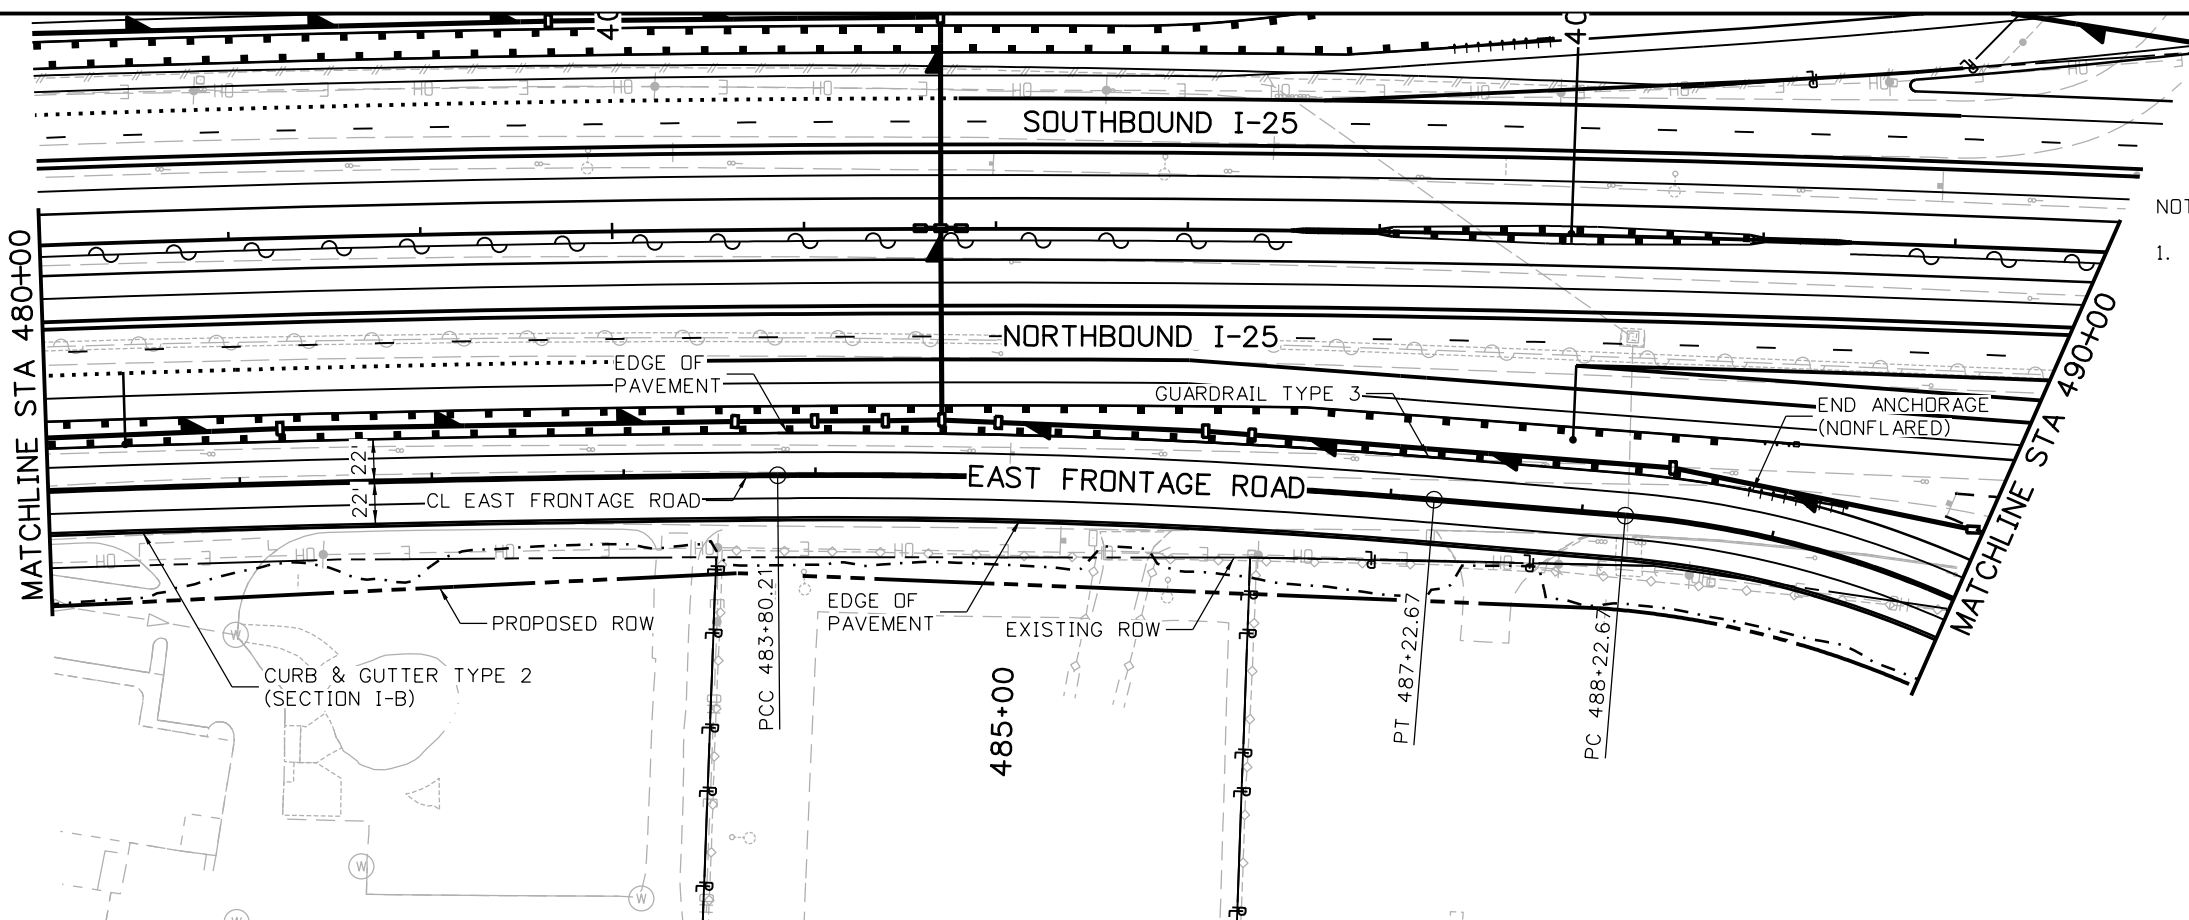 40
40
SOUTHBOUND I-25
NOT
1.
MATCHLINE STA 480+00
NORTHBOUND I-25
EDGE OF
PAVEMENT
GUARDRAIL TYPE 3
END ANCHORAGE
(NONFLARED)
MATCHLINE STA 490+00
22'
22'
EAST FRONTAGE ROAD
CL EAST FRONTAGE ROAD
PROPOSED ROW
EDGE OF
PAVEMENT
EXISTING ROW
CURB & GUTTER TYPE 2
(SECTION I-B)
PCC 483+80.21
485+00
PT 487+22.67
PC 488+22.67
W
W
W
W